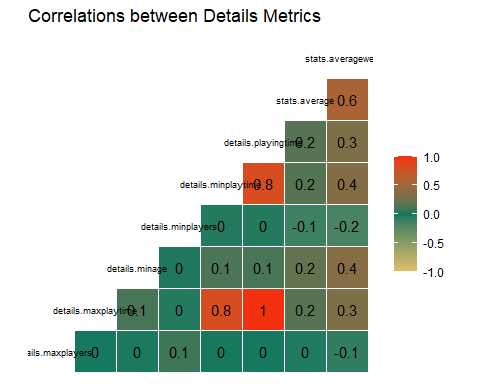 Correlations between Details Metrics
stats.averagewe
stats.average 0.6
details.playingtime 0.2 0.3
details.minplaytime 0.8 0.2 0.4
details.minplayers 0 0 -0.1 -0.2
details.minage 0 0.1 0.1 0.2 0.4
details.maxplaytime 0.1 0 0.8 1 0.2 0.3
ails.maxplayers 0 0 0.1 0 0 0 -0.1
1.0
0.5
0.0
-0.5
-1.0